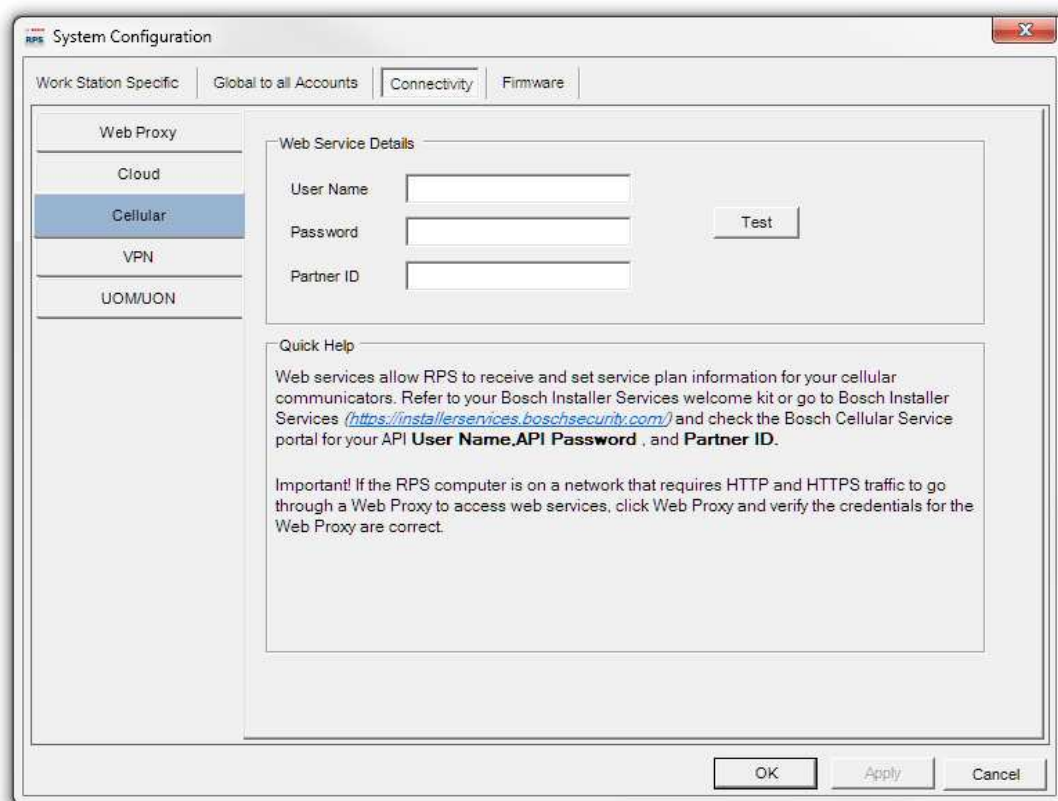 RPS System Configuration
Work Station Specific Global to all Accounts Connectivity Firmware
Web Proxy
Cloud
Cellular
VPN
UOM/UON
Web Service Details
User Name
Password
Partner ID
Test
Quick Help
Web services allow RPS to receive and set service plan information for your cellular
communicators. Refer to your Bosch Installer Services welcome kit or go to Bosch Installer
Services (https://installerservices.boschsecurity.com/) and check the Bosch Cellular Service
portal for your API User Name,API Password , and Partner ID.
Important! If the RPS computer is on a network that requires HTTP and HTTPS traffic to go
through a Web Proxy to access web services, click Web Proxy and verify the credentials for the
Web Proxy are correct.
OK Apply Cancel